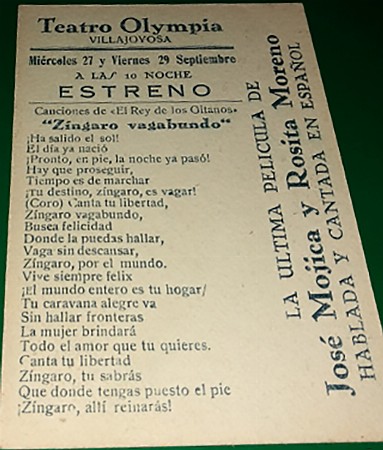 Teatro Olympia
VILLAJOYOSA
Miércoles 27 y Viernes 29 Septiembre
A LAS 10 NOCHE
ESTRENO
Canciones de «El Rey de los Gitanos»
"Zíngaro vagabundo"
¡Ha salido el sol!
El día ya nació
¡Pronto, en pie, la noche ya pasó!
Hay que proseguir,
Tiempo es de marchar
¡Tu destino, zíngaro, es vagar!
(Coro) Canta tu libertad,
Zíngaro vagabundo,
Busca felicidad
Donde la puedas hallar,
Vaga sin descansar,
Zíngaro, por el mundo.
Vive siempre felix
¡El mundo entero es tu hogar/
Tu caravana alegre va
Sin hallar fronteras
La mujer brindará
Todo el amor que tu quieres.
Canta tu libertad
Zíngaro, tu sabrás
Que donde tengas puesto el pie
¡Zíngaro, allí reinarás!
LA ULTIMA PELICULA DE
José Mojica y Rosita Moreno
HABLADA Y CANTADA EN ESPAÑOL